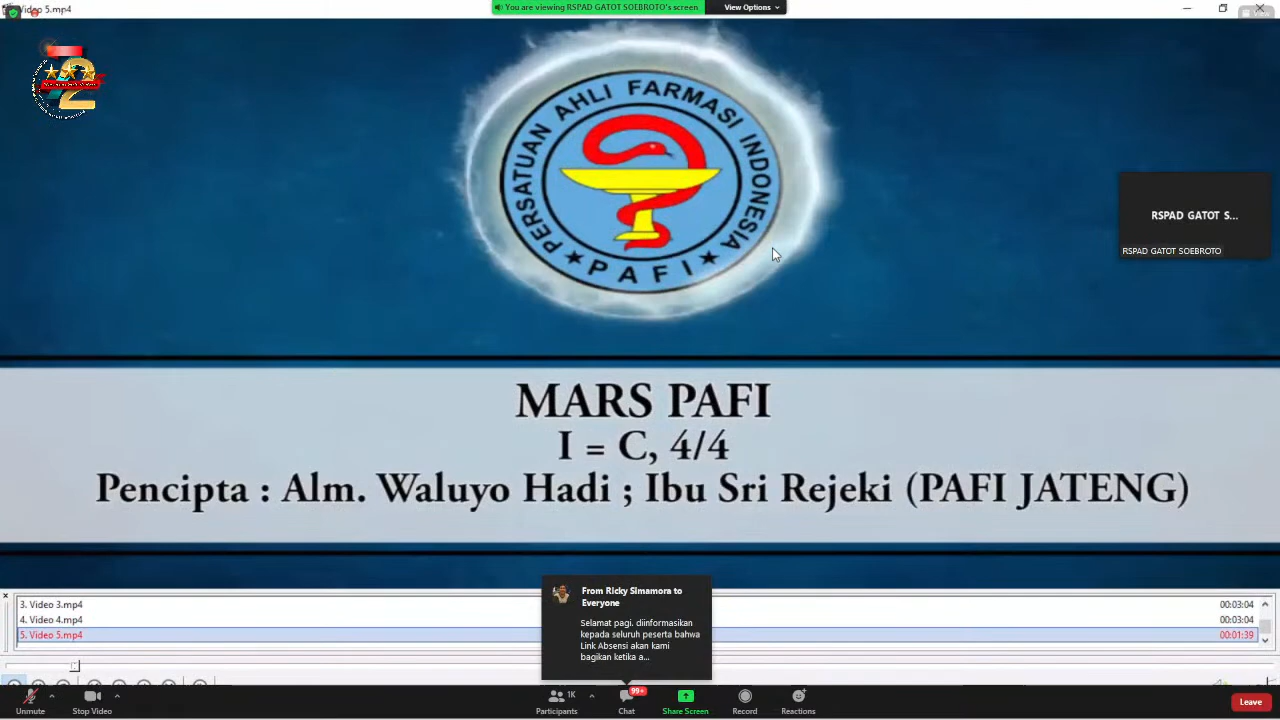 Video 5.mp4
You are viewing RSPAD GATOT SOEBROTO's screen
View Options
View
2
PERSATUAN AHLI FARMASI INDONESIA
PAFI
RSPAD GATOT S...
RSPAD GATOT SOEBROTO
MARS PAFI
I = C, 4/4
Pencipta : Alm. Waluyo Hadi ; Ibu Sri Rejeki (PAFI JATENG)
3. Video 3.mp4 00:03:04
4. Video 4.mp4 00:03:04
5. Video 5.mp4 00:01:39
From Ricky Simamora to
Everyone
Selamat pagi. diinformasikan
kepada seluruh peserta bahwa
Link Absensi akan kami
bagikan ketika a...
Unmute
Stop Video
1K
Participants
99+
Chat
Share Screen
Record
Reactions
Leave